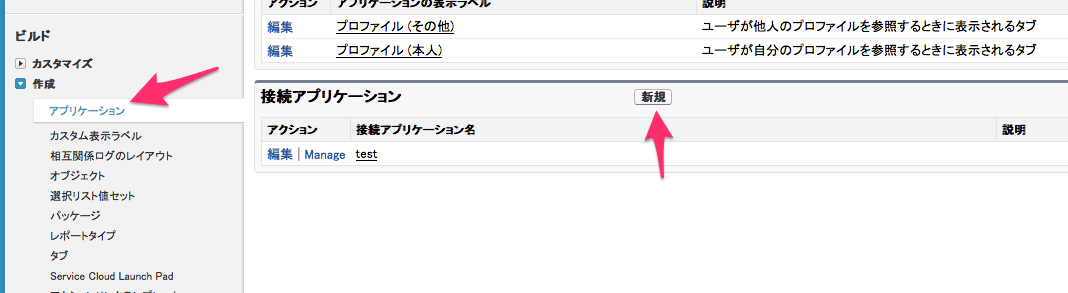 ビルド
カスタマイズ
作成
アプリケーション
カスタム表示ラベル
相互関係ログのレイアウト
オブジェクト
選択リスト値セット
パッケージ
レポートタイプ
タブ
Service Cloud Launch Pad
アクション アプリケーションの表示ラベル 説明
編集 プロファイル (その他) ユーザが他人のプロファイルを参照するときに表示されるタブ
編集 プロファイル (本人) ユーザが自分のプロファイルを参照するときに表示されるタブ
接続アプリケーション 新規
アクション 接続アプリケーション名 説明
編集 | Manage test